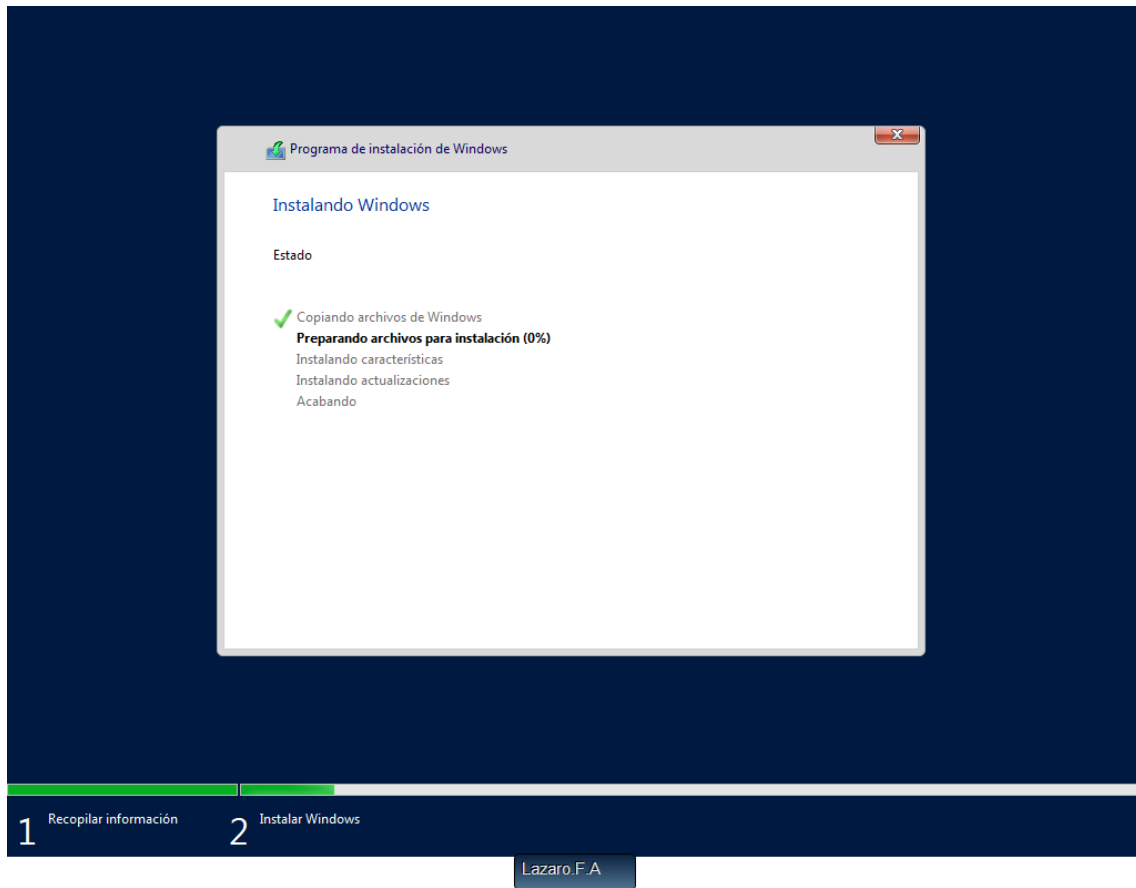 Programa de instalación de Windows
Instalando Windows
Estado
Copiando archivos de Windows
Preparando archivos para instalación (0%)
Instalando características
Instalando actualizaciones
Acabando
1 Recopilar información
2 Instalar Windows
Lazaro.F.A